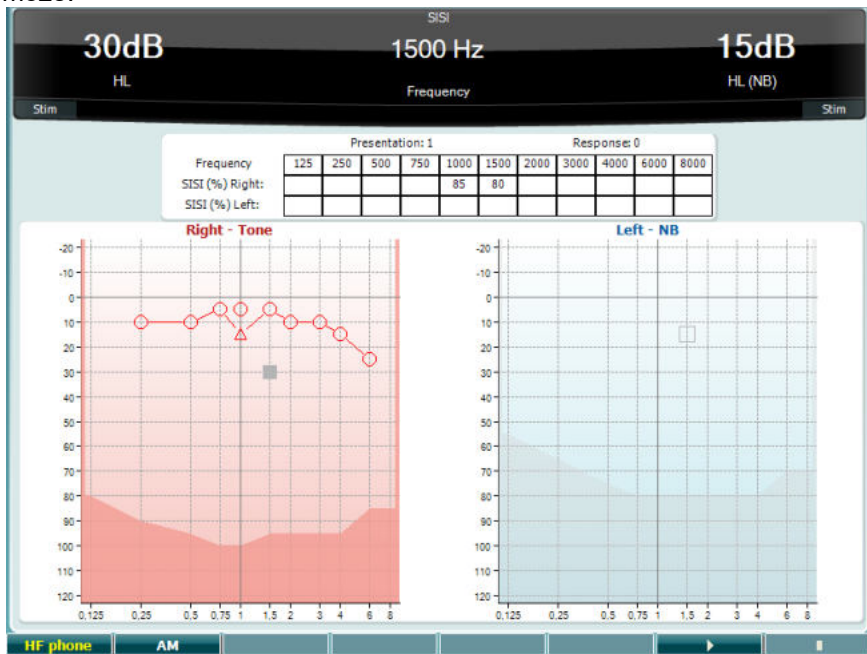 SISI
30dB 1500 Hz 15dB
HL Frequency HL (NB)
Stim Stim
Presentation: 1 Response: 0
Frequency 125 250 500 750 1000 1500 2000 3000 4000 6000 8000
SISI (%) Right: 85 80
SISI (%) Left:
Right - Tone Left - NB
-20 -20
-10 -10
0 0
10 10
20 20
30 30
40 40
50 50
60 60
70 70
80 80
90 90
100 100
110 110
120 120
0,125 0,25 0,5 0,75 1 1,5 2 3 4 6 8 0,125 0,25 0,5 0,75 1 1,5 2 3 4 6 8
HF phone AM